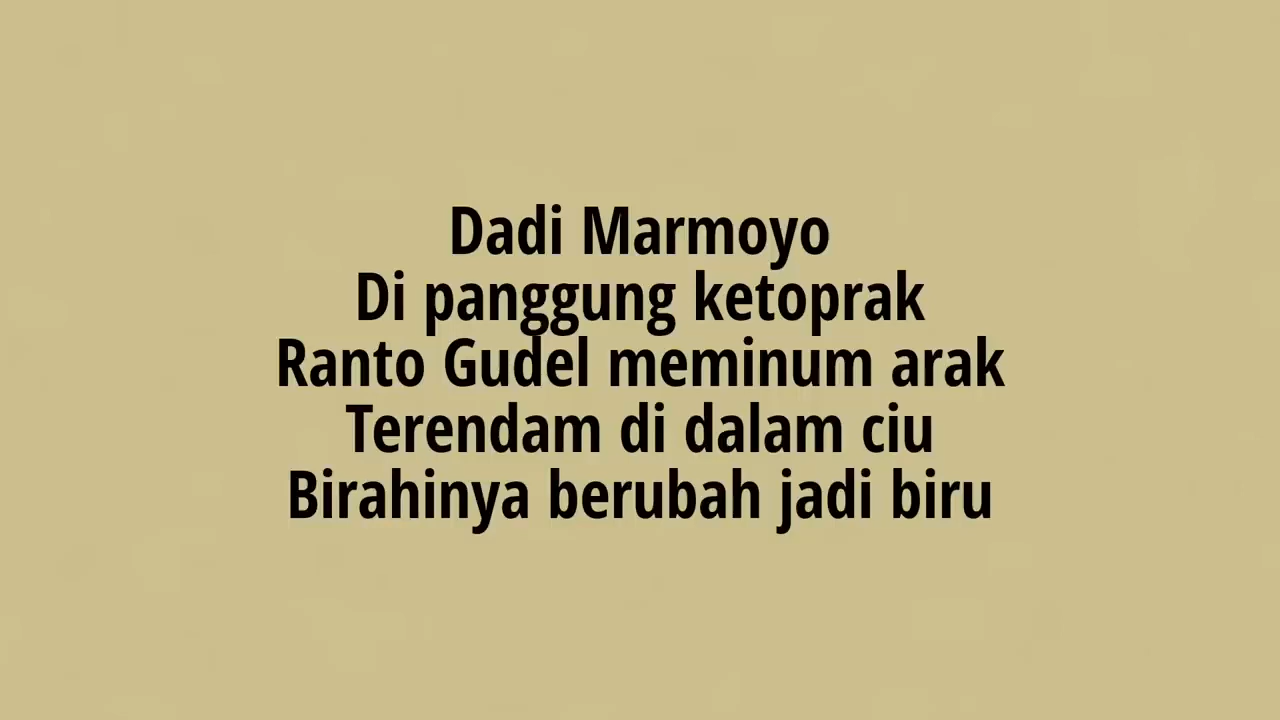 Dadi Marmoyo
Di panggung ketoprak
Ranto Gudel meminum arak
Terendam di dalam ciu
Birahinya berubah jadi biru